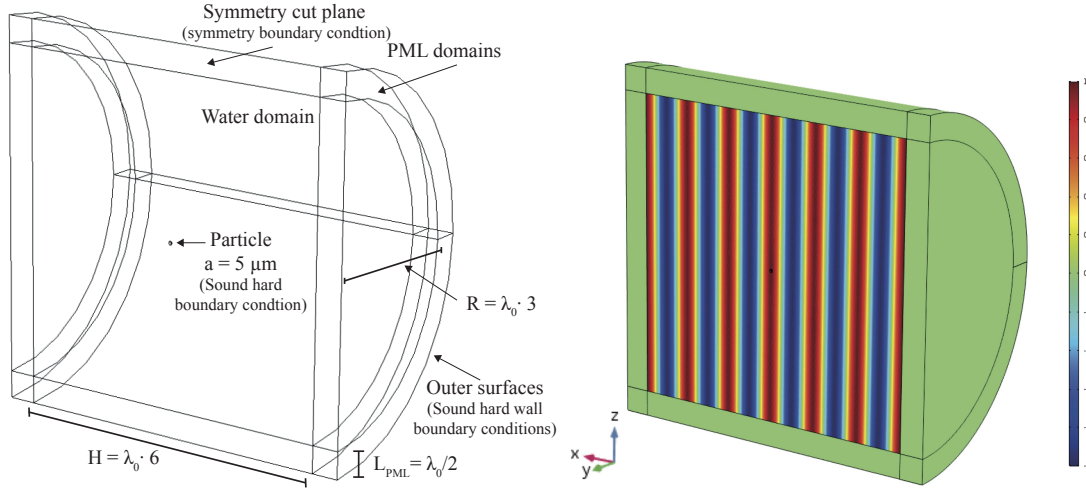 Symmetry cut plane
(symmetry boundary condtion)
PML domains
Water domain
Particle
a = 5 μm
(Sound hard
boundary condtion)
R = λ₀· 3
Outer surfaces
(Sound hard wall
boundary conditions)
H = λ₀· 6
L_PML = λ₀/2
z
x
y